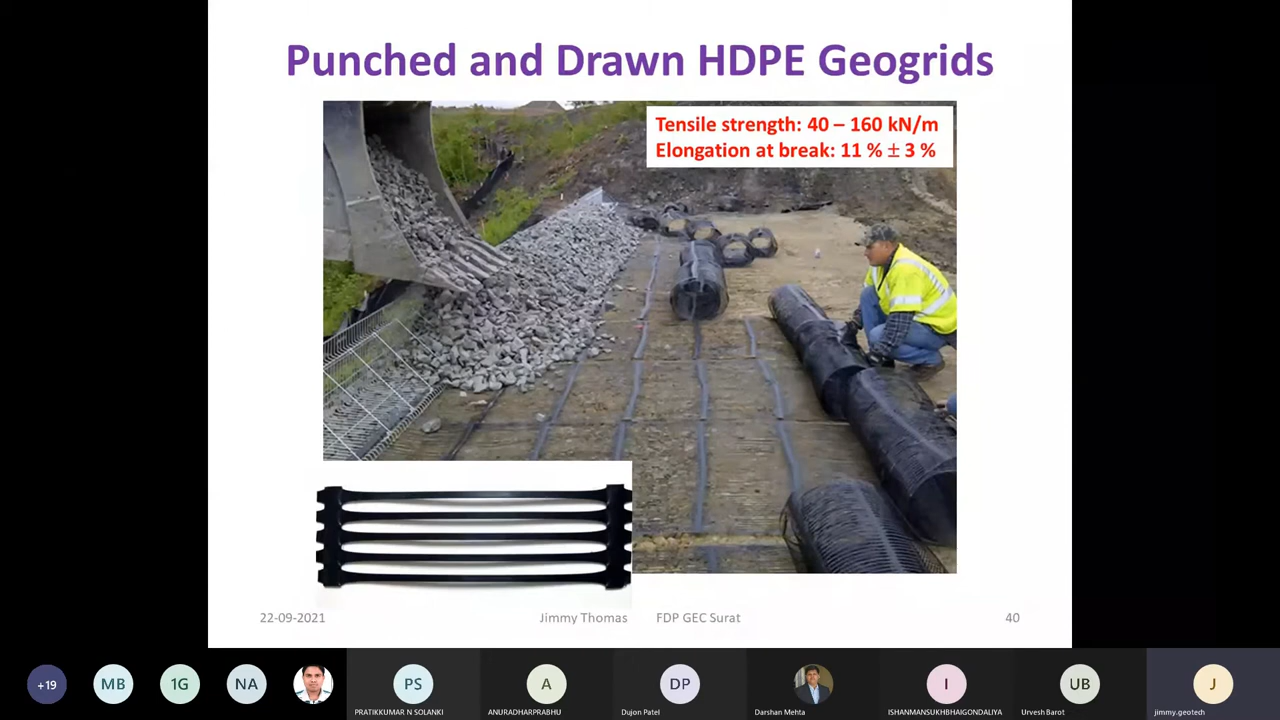 Punched and Drawn HDPE Geogrids
Tensile strength: 40 – 160 kN/m
Elongation at break: 11 % ± 3 %
22-09-2021 Jimmy Thomas FDP GEC Surat 40
+19 MB 1G NA PS A DP I UB J
PRATIKKUMAR N SOLANKI ANURADHARPRABHU Dujon Patel Darshan Mehta ISHANMANSUKHBHAIGONDALIYA Urvesh Barot jimmy.geotech